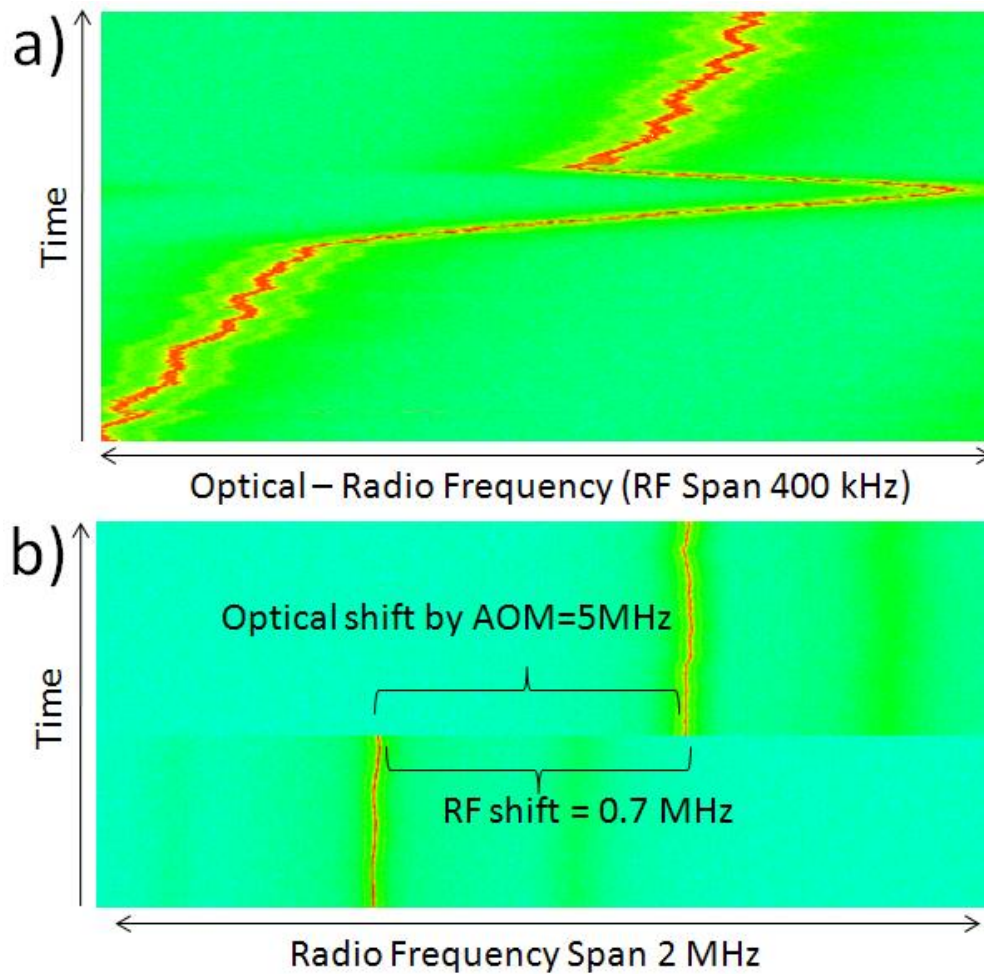 a)
Time
Optical – Radio Frequency (RF Span 400 kHz)
b)
Optical shift by AOM=5MHz
Time
RF shift = 0.7 MHz
Radio Frequency Span 2 MHz